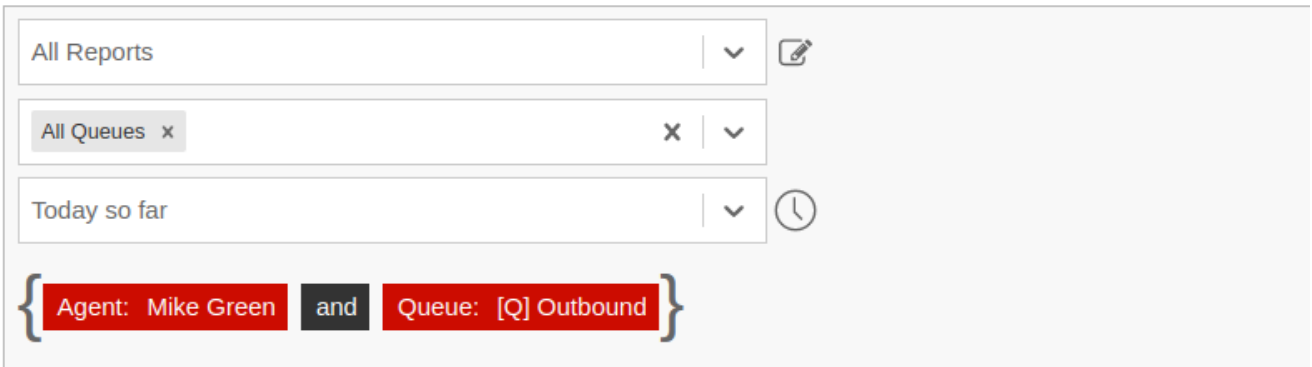 All Reports
All Queues x
Today so far
{ Agent: Mike Green and Queue: [Q] Outbound }